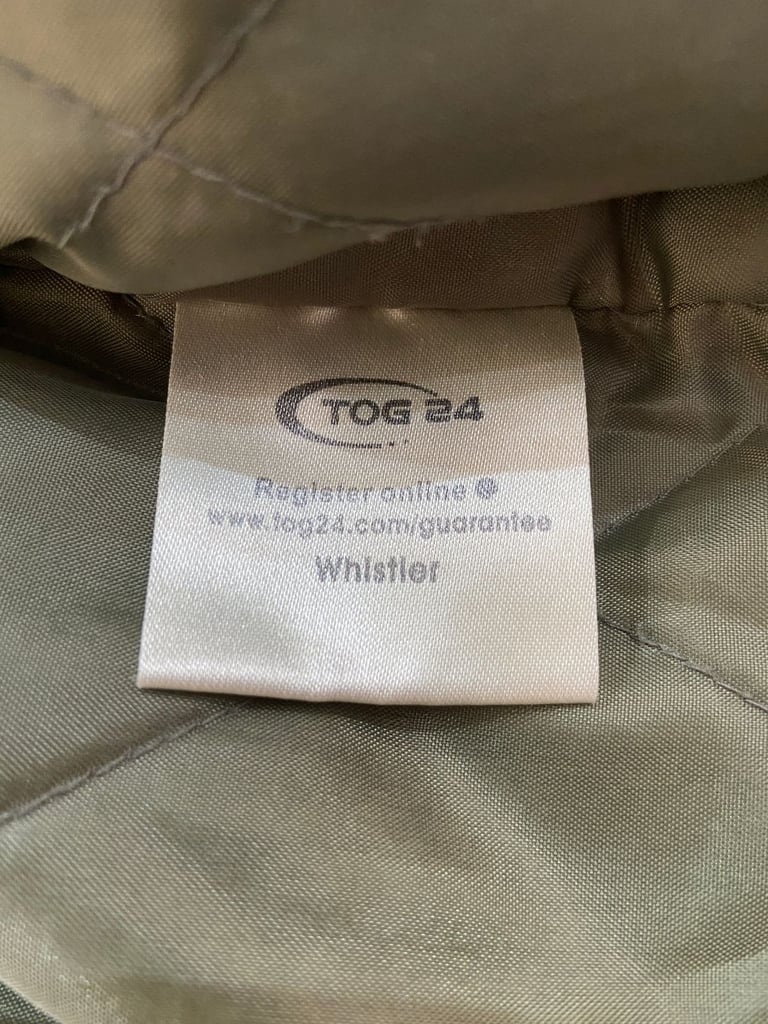 TOG 24
Register online @
www.tog24.com/guarantee
Whistler